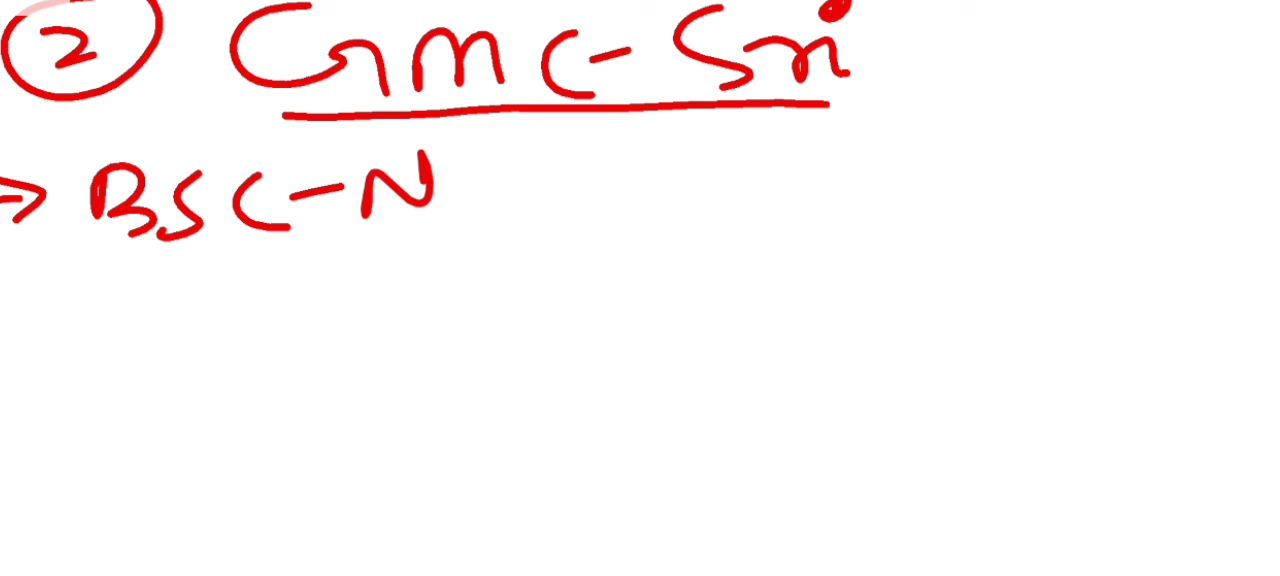 ② GMC - Sri
⇒ BSC - N